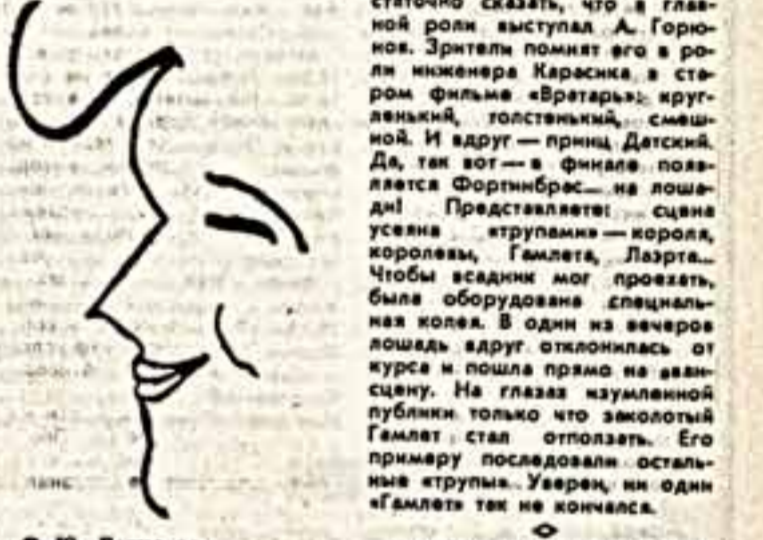 статочно сказать, что в глав-
ной роли выступал А. Горю-
нов. Зрители помнят его в ро-
ли инженера Карасика в ста-
ром фильме «Вратарь»: круг-
ленький, толстенький, смеш-
ной. И вдруг — принц Датский.
Да, так вот — в финале появ-
ляется Фортинбрас... на лоша-
ди! Представляете: сцена
усеяна «трупами» — короля,
королевы, Гамлета, Лаэрта...
Чтобы всадник мог проехать,
была оборудована специаль-
ная колея. В один из вечеров
лошадь вдруг отклонилась от
курса и пошла прямо на аван-
сцену. На глазах изумленной
публики только что заколотый
Гамлет стал отползать. Его
примеру последовали осталь-
ные «трупы». Уверен, ни один
«Гамлет» так не кончался.